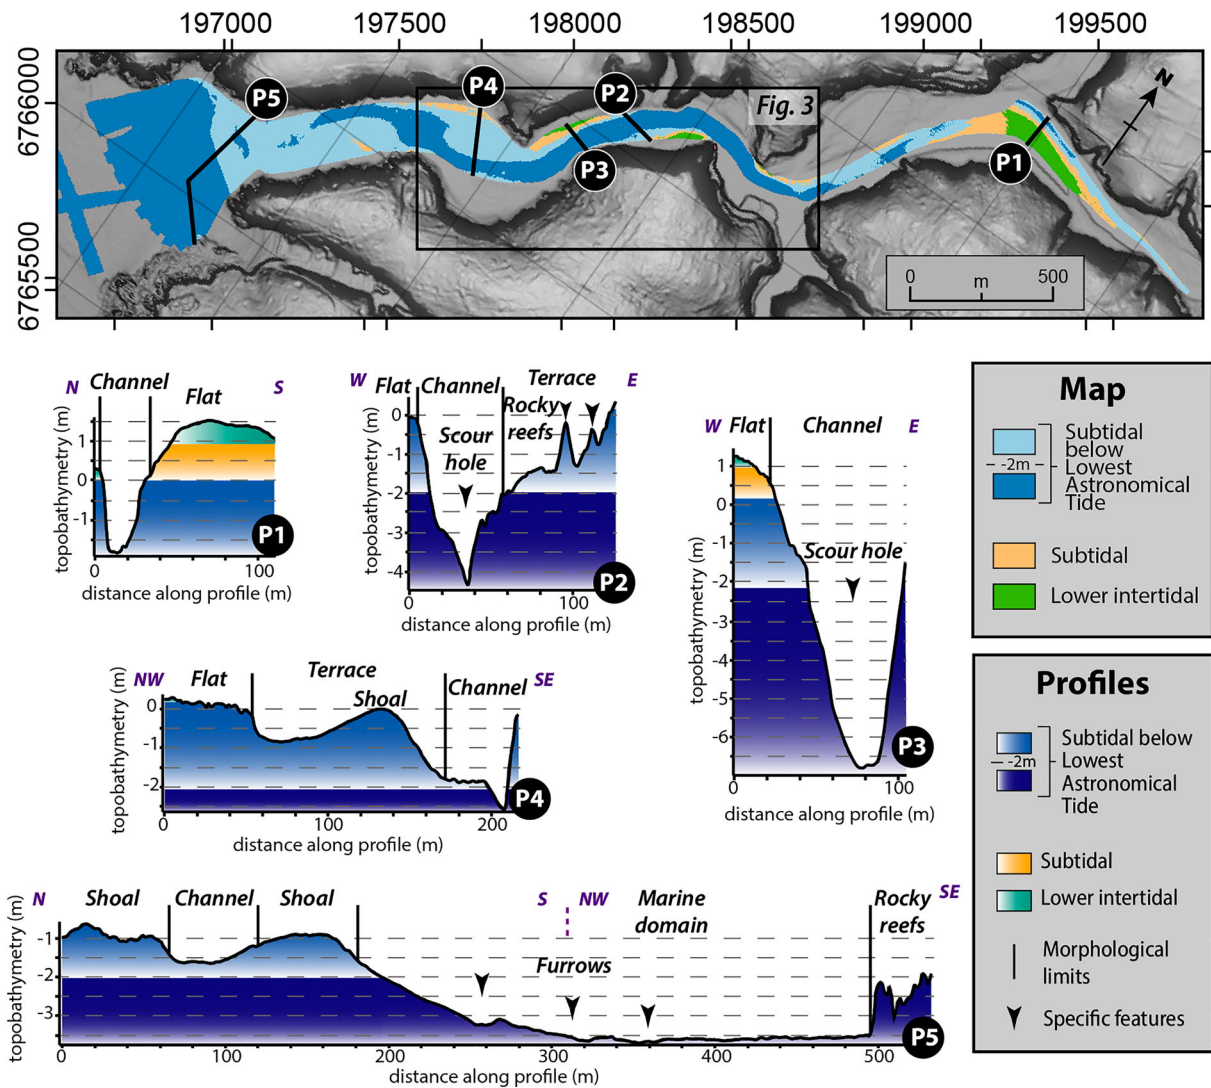 197000 197500 198000 198500 199000 199500
6766000
6765500
P5
P4
P2
Fig. 3
N
P3
P1
0 m 500
N Channel Flat S
topobathymetry (m)
1
0
-1
P1
0 100
distance along profile (m)
W Flat Channel Terrace E
Rocky
reefs
Scour
hole
topobathymetry (m)
0
-1
-2
-3
-4
P2
0 100
distance along profile (m)
W Flat Channel E
Scour hole
topobathymetry (m)
1
0
-1
-2
-3
-4
-5
-6
P3
0 100
distance along profile (m)
NW Flat Terrace Shoal Channel SE
topobathymetry (m)
0
-1
-2
P4
0 100 200
distance along profile (m)
N Shoal Channel Shoal S NW Marine
domain
Rocky
reefs
SE
Furrows
topobathymetry (m)
-1
-2
-3
P5
0 100 200 300 400 500
distance along profile (m)
Map
Subtidal
below
-2m Lowest
Astronomical
Tide
Subtidal
Lower intertidal
Profiles
Subtidal below
-2m Lowest
Astronomical
Tide
Subtidal
Lower intertidal
Morphological
limits
Specific features